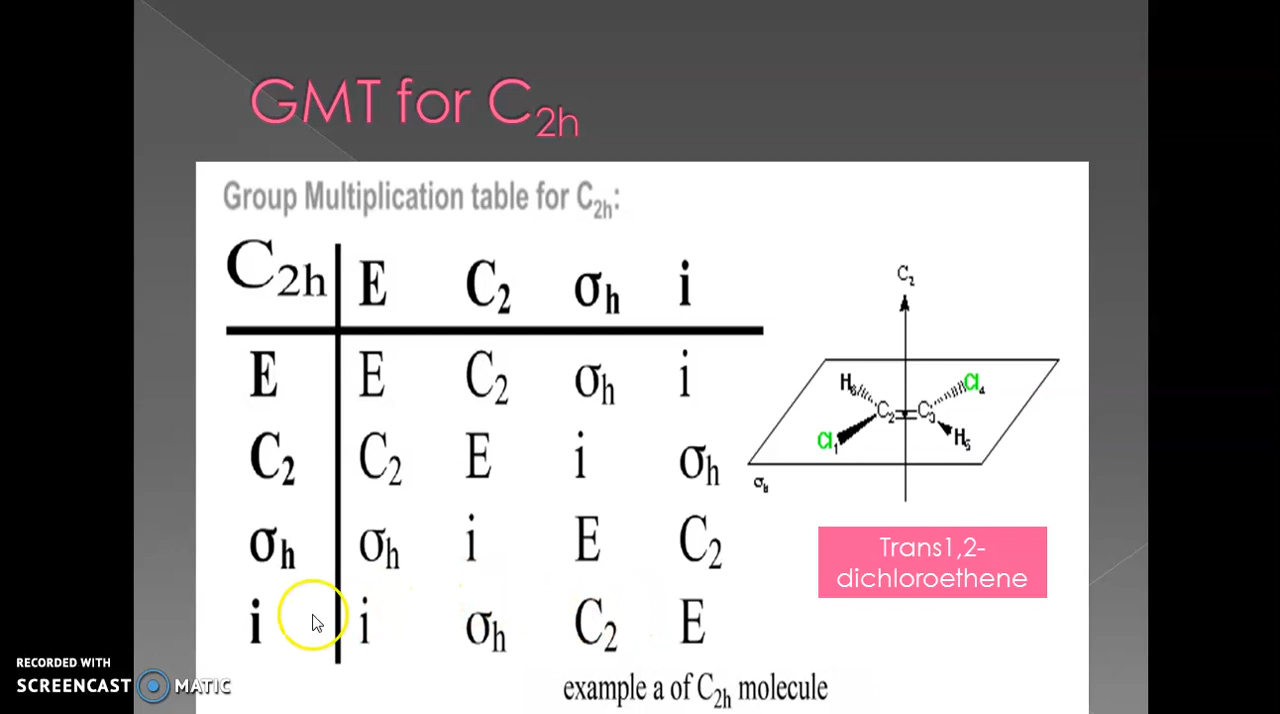 GMT for C₂ₕ
Group Multiplication table for C₂ₕ:
C₂ₕ E C₂ σₕ i
E E C₂ σₕ i
C₂ C₂ E i σₕ
σₕ σₕ i E C₂
i i σₕ C₂ E
C₂
H₆ Cl₄
C₂ C₃
Cl₁ H₅
σₕ
Trans1,2-
dichloroethene
example a of C₂ₕ molecule
RECORDED WITH
SCREENCAST MATIC